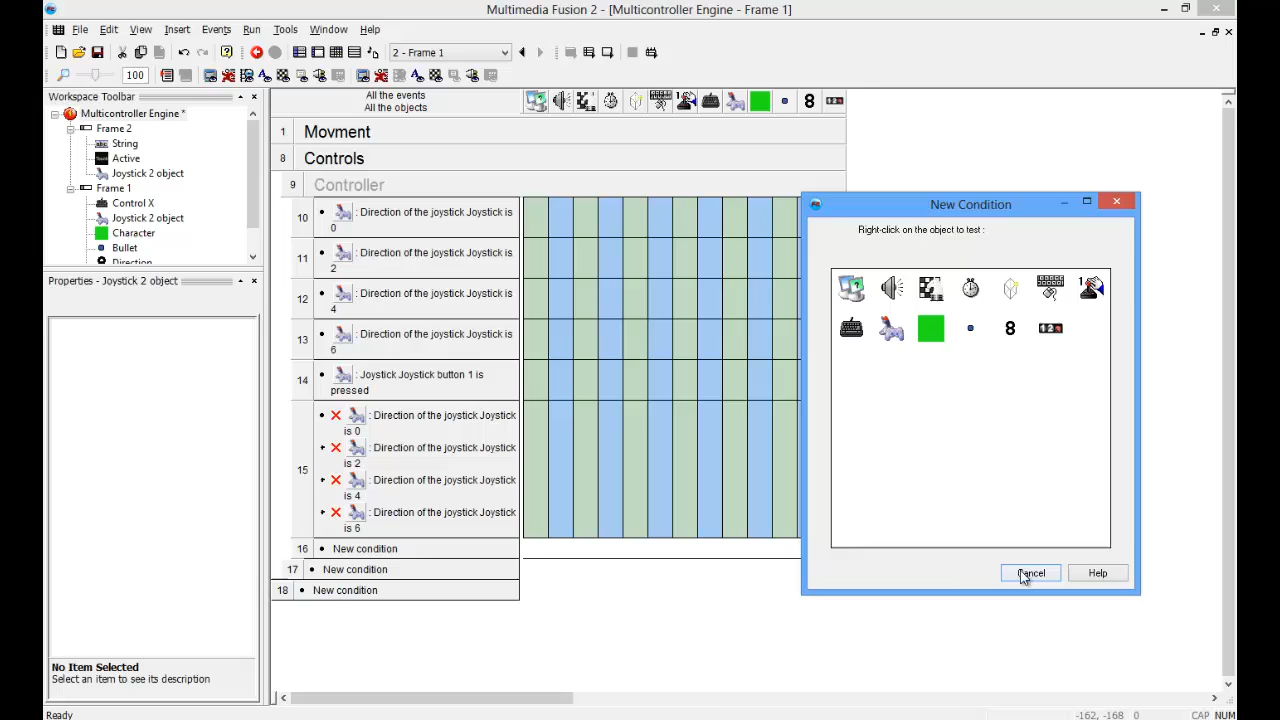 Multimedia Fusion 2 - [Multicontroller Engine - Frame 1]
File Edit View Insert Events Run Tools Window Help
2 - Frame 1
100
Workspace Toolbar
Multicontroller Engine *
Frame 2
String
Active
Joystick 2 object
Frame 1
Control X
Joystick 2 object
Character
Bullet
Direction
Properties - Joystick 2 object
No Item Selected
Select an item to see its description
All the events
All the objects
1 Movment
8 Controls
9 Controller
10 • : Direction of the joystick Joystick is
0
11 • : Direction of the joystick Joystick is
2
12 • : Direction of the joystick Joystick is
4
13 • : Direction of the joystick Joystick is
6
14 • : Joystick Joystick button 1 is
pressed
15 • : Direction of the joystick Joystick
is 0
+ : Direction of the joystick Joystick
is 2
+ : Direction of the joystick Joystick
is 4
+ : Direction of the joystick Joystick
is 6
16 • New condition
17 • New condition
18 • New condition
New Condition
Right-click on the object to test :
8
Cancel Help
Ready
-162, -168 0 CAP NUM